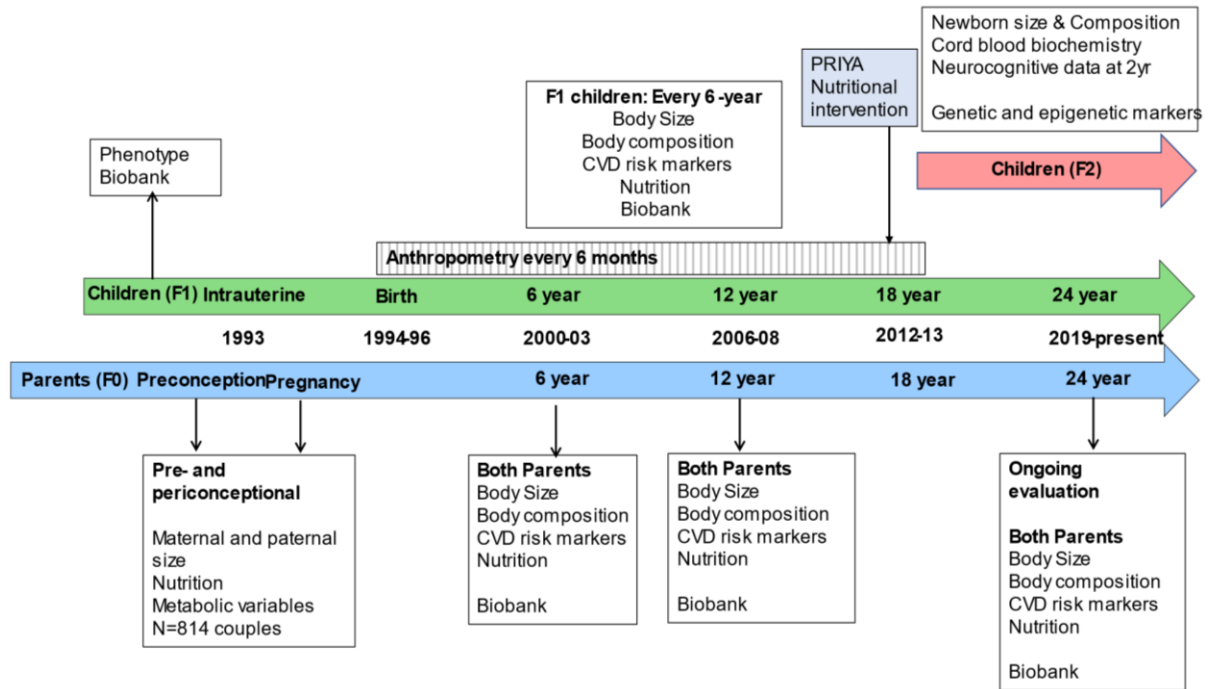 Newborn size & Composition
Cord blood biochemistry
Neurocognitive data at 2yr
Genetic and epigenetic markers
PRIYA
Nutritional
intervention
F1 children: Every 6-year
Body Size
Body composition
CVD risk markers
Nutrition
Biobank
Phenotype
Biobank
Children (F2)
Anthropometry every 6 months
Children (F1) Intrauterine Birth 6 year 12 year 18 year 24 year
1993 1994-96 2000-03 2006-08 2012-13 2019-present
Parents (F0) Preconception Pregnancy 6 year 12 year 18 year 24 year
Pre- and
periconceptional
Maternal and paternal
size
Nutrition
Metabolic variables
N=814 couples
Both Parents
Body Size
Body composition
CVD risk markers
Nutrition
Biobank
Both Parents
Body Size
Body composition
CVD risk markers
Nutrition
Biobank
Ongoing
evaluation
Both Parents
Body Size
Body composition
CVD risk markers
Nutrition
Biobank